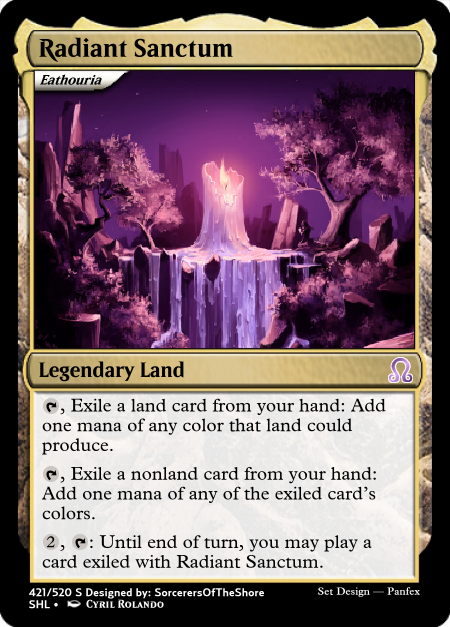 Radiant Sanctum
Eathouria
Legendary Land
, Exile a land card from your hand: Add
one mana of any color that land could
produce.
, Exile a nonland card from your hand:
Add one mana of any of the exiled card's
colors.
2, : Until end of turn, you may play a
card exiled with Radiant Sanctum.
421/520 S Designed by: SorcerersOfTheShore
Set Design — Panfex
SHL • Cyril Rolando